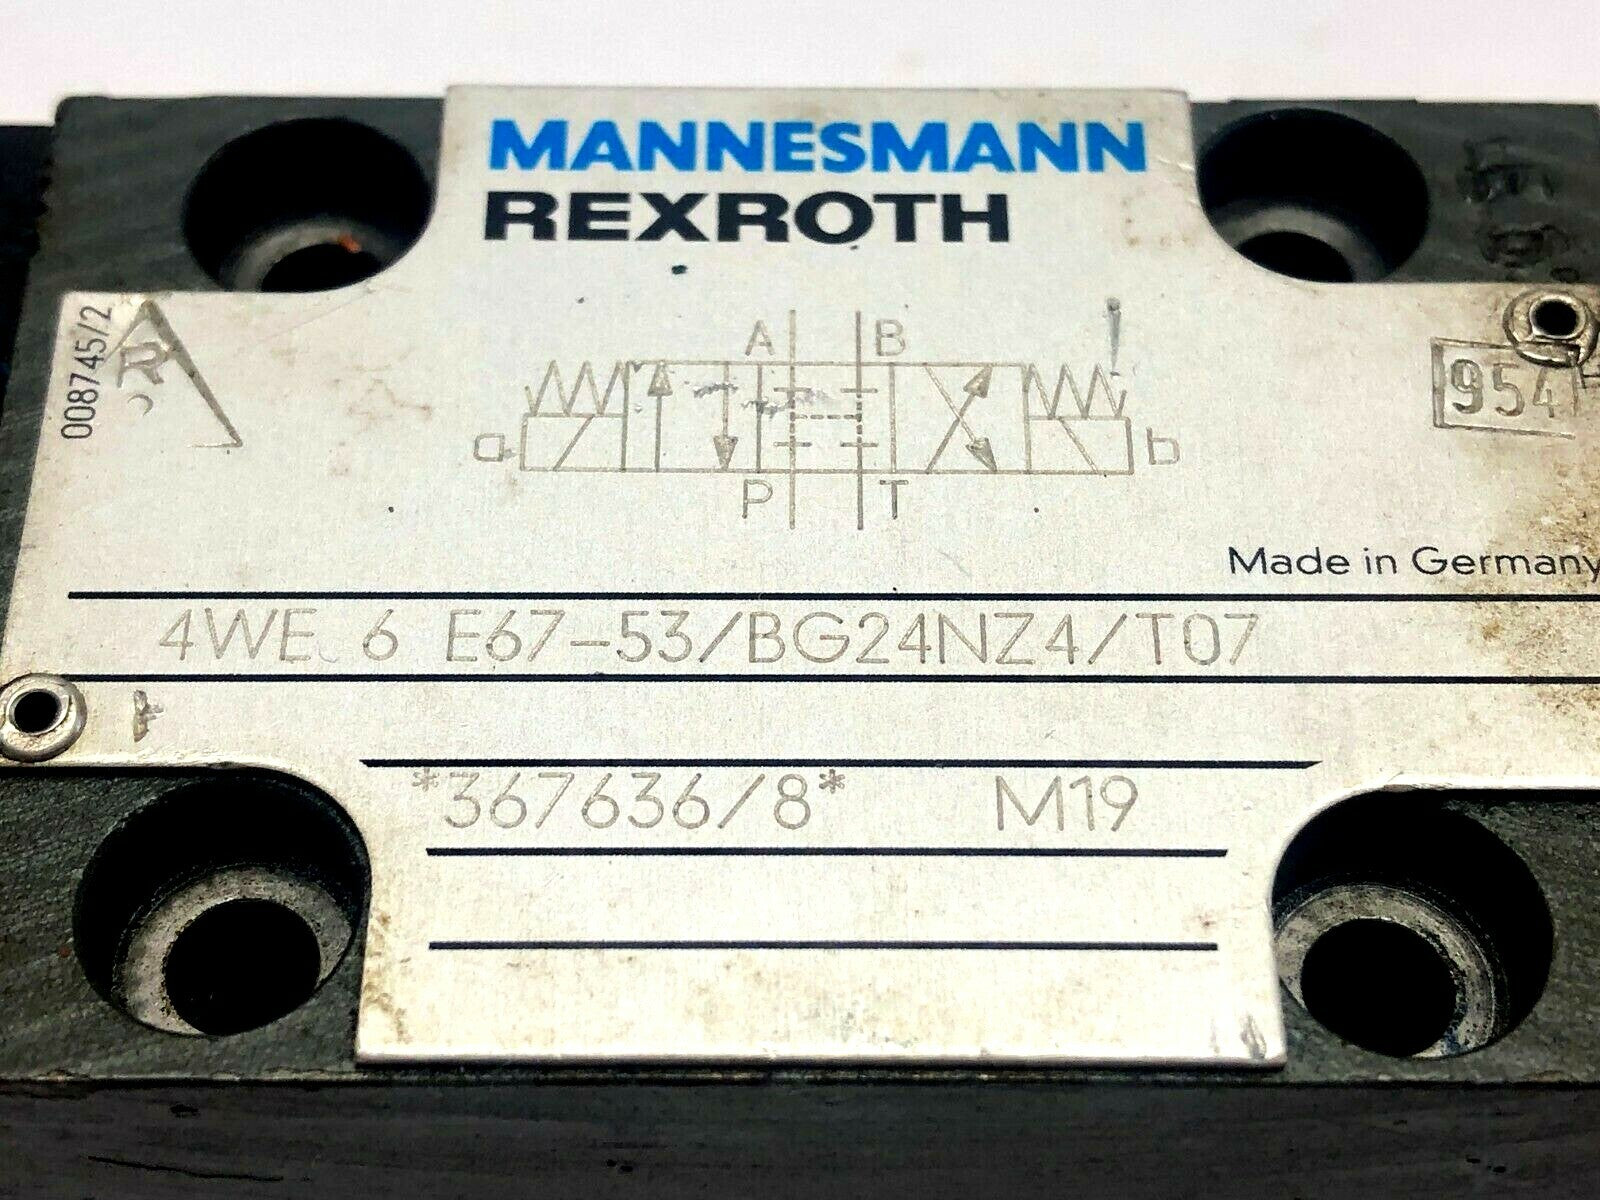 MANNESMANN
REXROTH
008745/2
R
A B
a b
P T
954
Made in Germany
4WE 6 E67-53/BG24NZ4/T07
*367636/8* M19